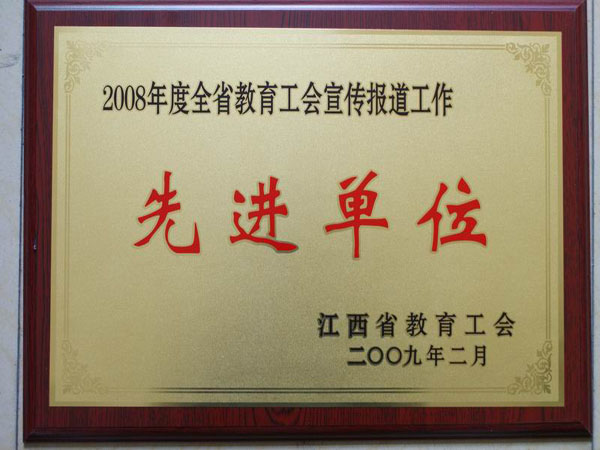 2008年度全省教育工会宣传报道工作
先进单位
江西省教育工会
二〇〇九年二月